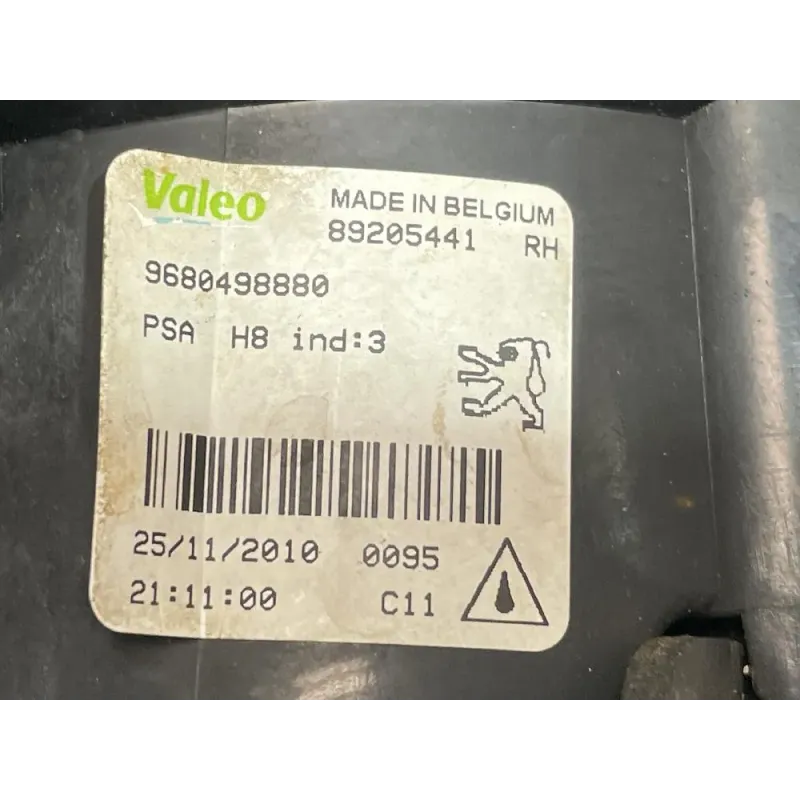 Valeo
MADE IN BELGIUM
89205441 RH
9680498880
PSA H8 ind:3
25/11/2010 0095
21:11:00 C11